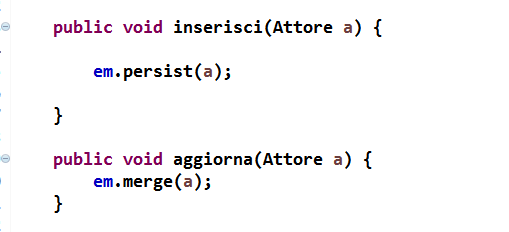 public void inserisci(Attore a) {
em.persist(a);
}
public void aggiorna(Attore a) {
em.merge(a);
}